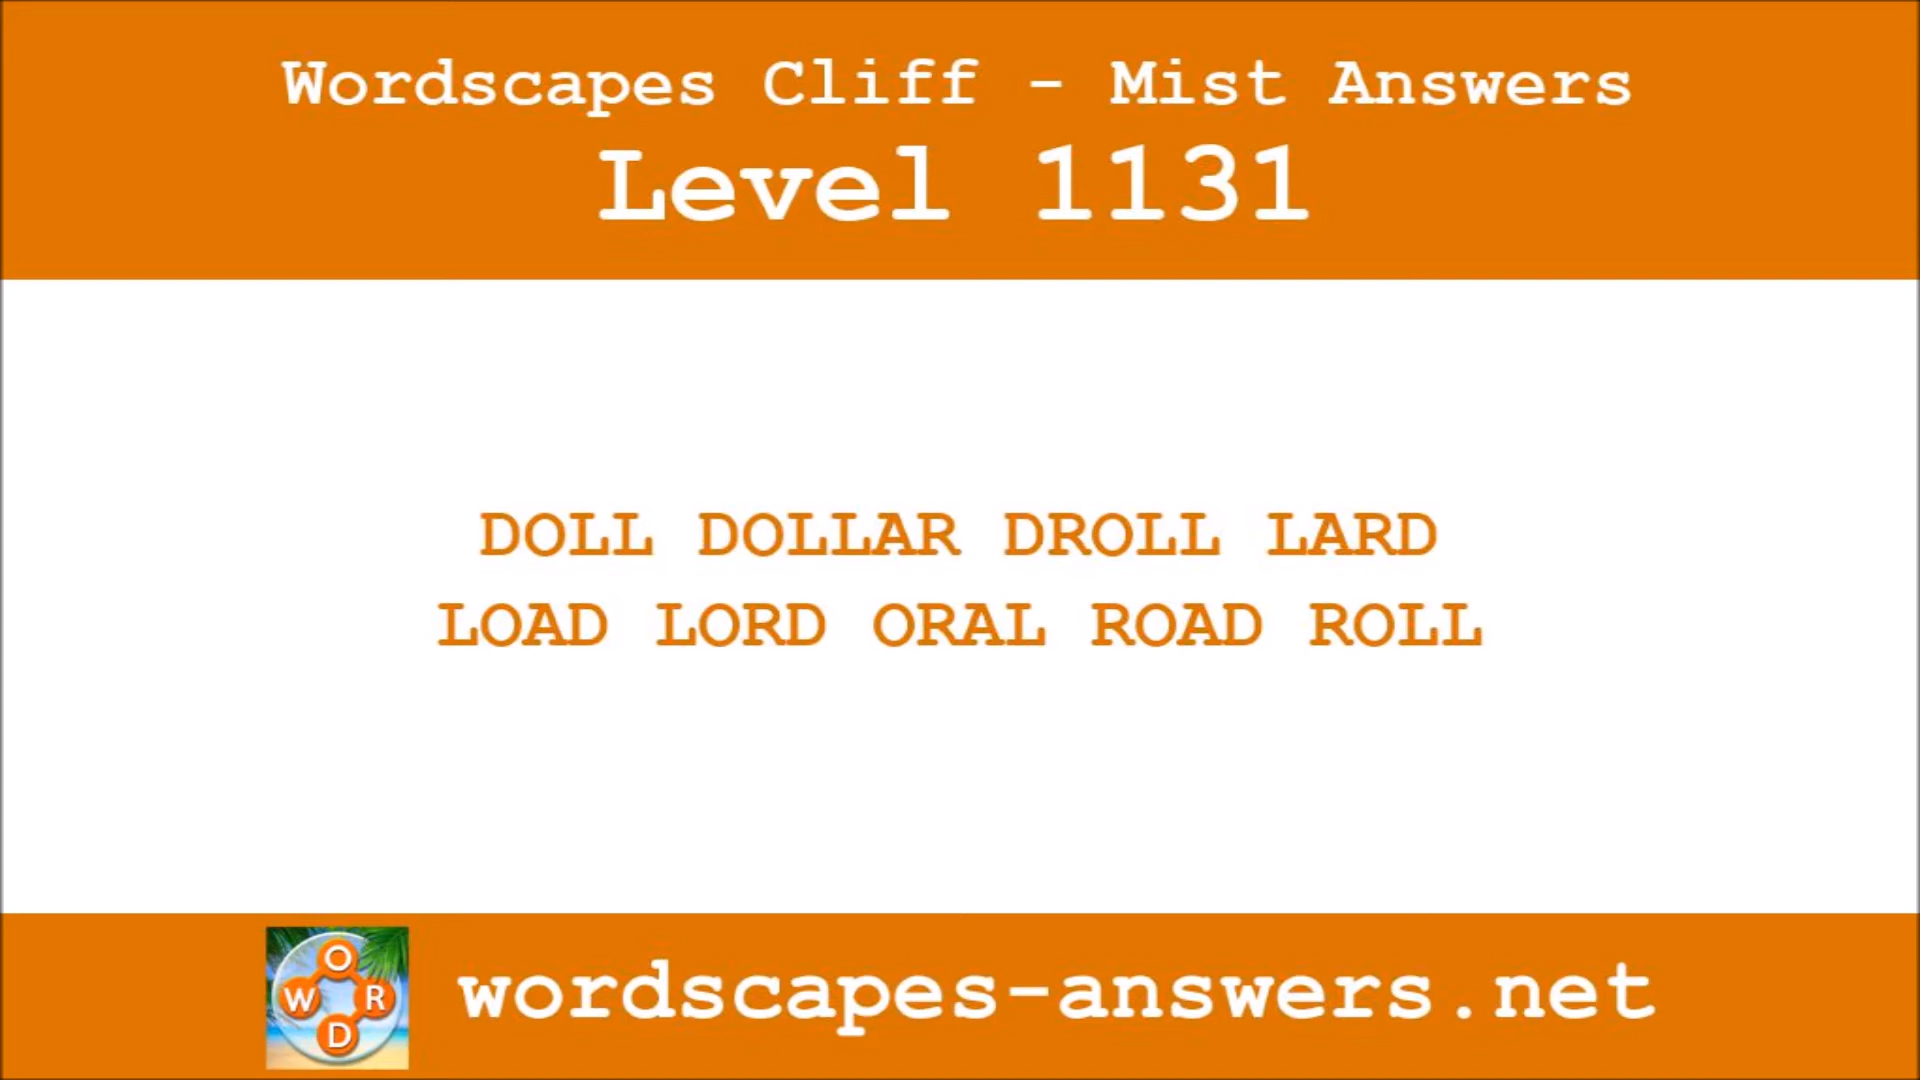 Wordscapes Cliff - Mist Answers
Level 1131
DOLL DOLLAR DROLL LARD
LOAD LORD ORAL ROAD ROLL
O
W R
D
wordscapes-answers.net